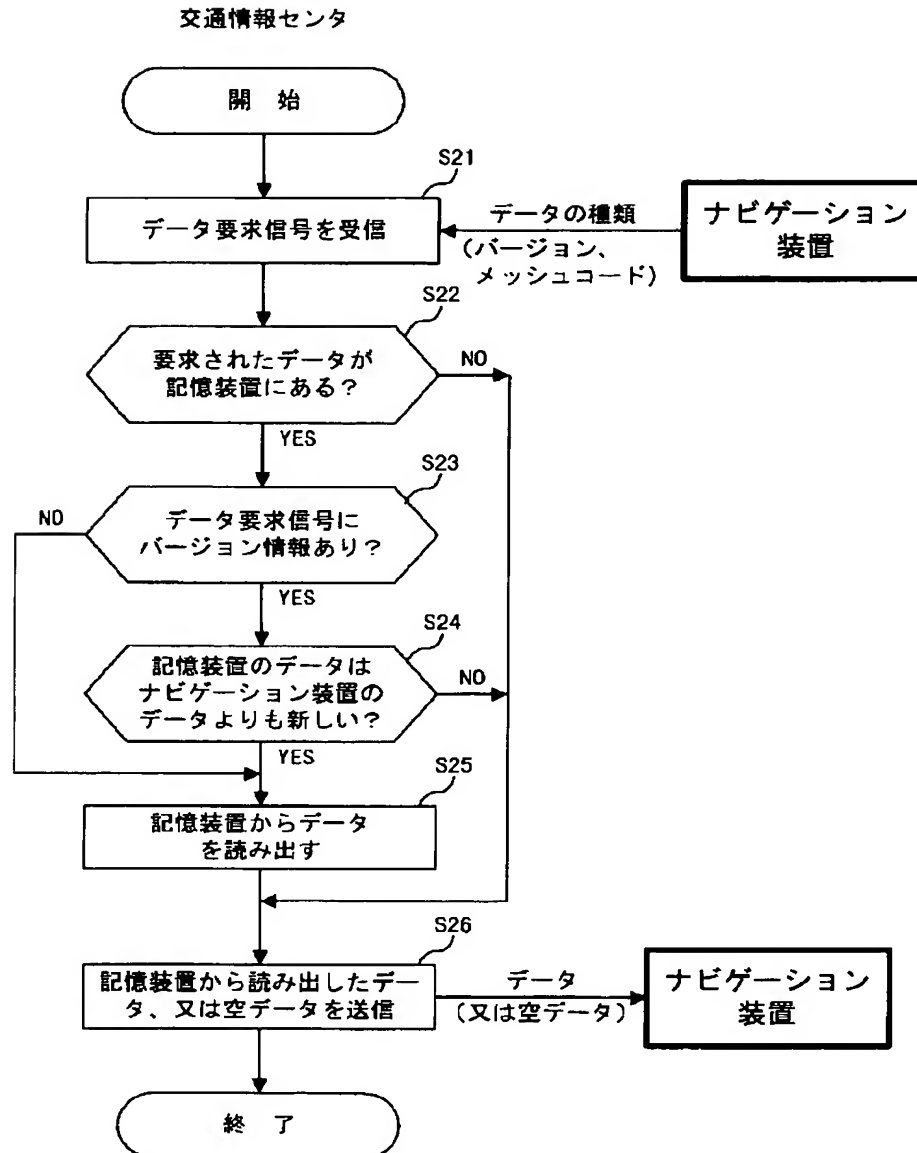 交通情報センタ
開 始
S21
データ要求信号を受信
データの種類
(バージョン、
メッシュコード)
ナビゲーション
装置
S22
要求されたデータが
記憶装置にある?
NO
YES
S23
データ要求信号に
バージョン情報あり?
NO
YES
S24
記憶装置のデータは
ナビゲーション装置の
データよりも新しい?
NO
YES
S25
記憶装置からデータ
を読み出す
S26
記憶装置から読み出したデー
タ、又は空データを送信
データ
(又は空データ)
ナビゲーション
装置
終 了